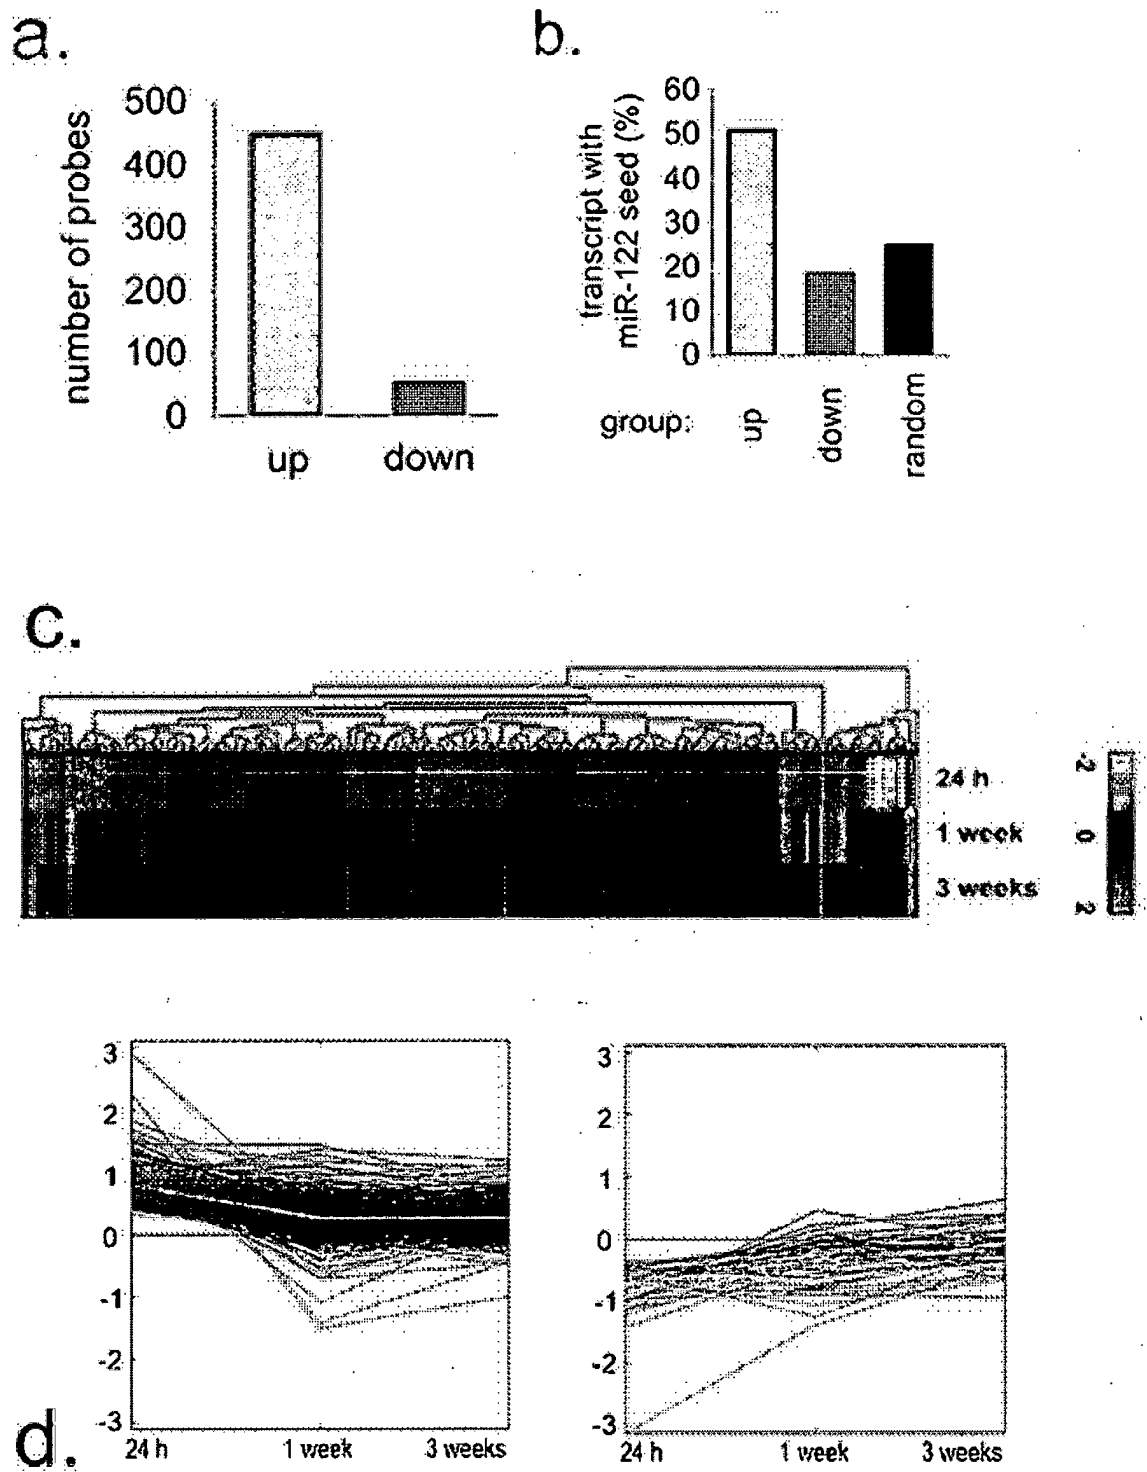 a.
number of probes
500
400
300
200
100
0
up
down
b.
transcript with
miR-122 seed (%)
60
50
40
30
20
10
0
group:
up
down
random
c.
24 h
1 week
3 weeks
-2
0
2
3
2
1
0
-1
-2
-3
24 h
1 week
3 weeks
3
2
1
0
-1
-2
-3
24 h
1 week
3 weeks
d.